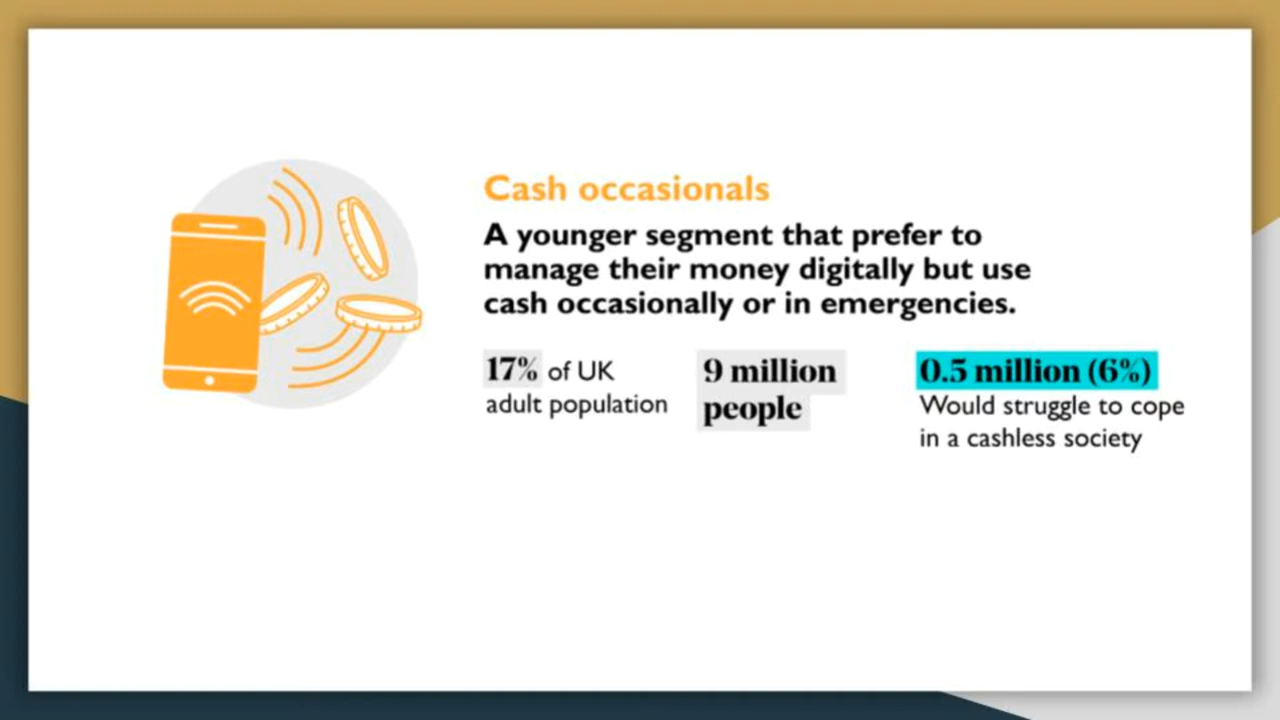 Cash occasionals
A younger segment that prefer to
manage their money digitally but use
cash occasionally or in emergencies.
17% of UK
adult population
9 million
people
0.5 million (6%)
Would struggle to cope
in a cashless society